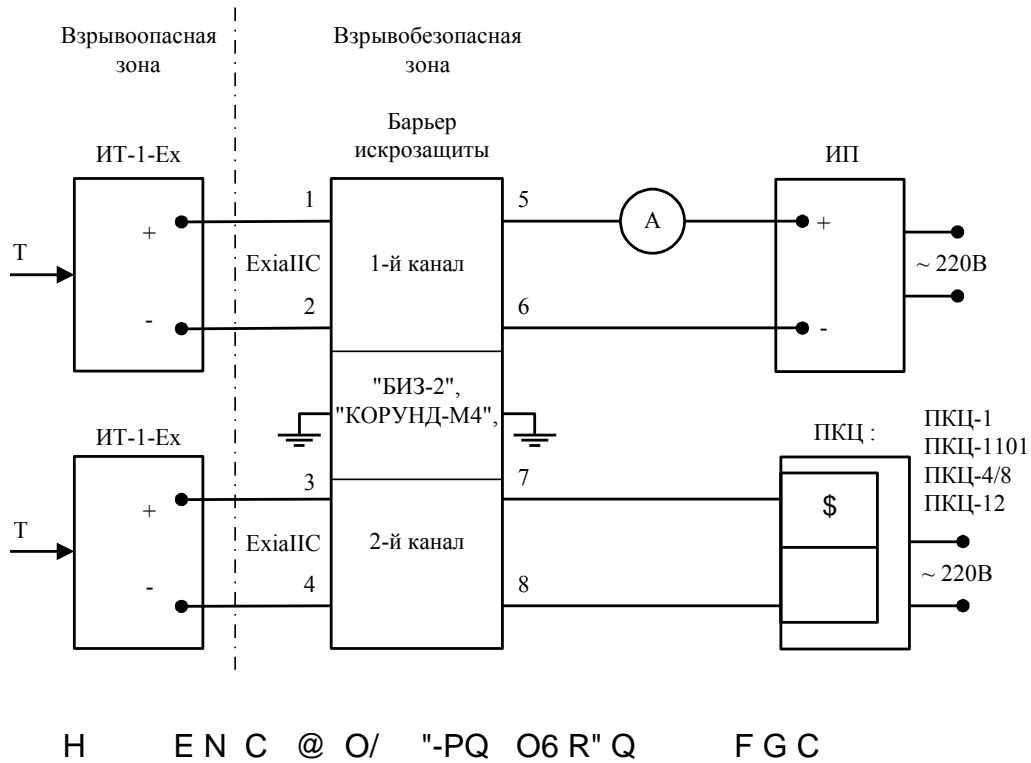 Взрывоопасная
зона
Взрывобезопасная
зона
Барьер
искрозащиты
ИТ-1-Ex
ИП
1
5
+
А
+
Т
ExiaIIC
1-й канал
~ 220В
2
6
-
-
"БИЗ-2",
"КОРУНД-М4",
ИТ-1-Ex
ПКЦ :
ПКЦ-1
ПКЦ-1101
ПКЦ-4/8
ПКЦ-12
3
7
+
$
Т
ExiaIIC
2-й канал
~ 220В
-
4
8
H E N C @ O/ "-PQ O6 R" Q F G C